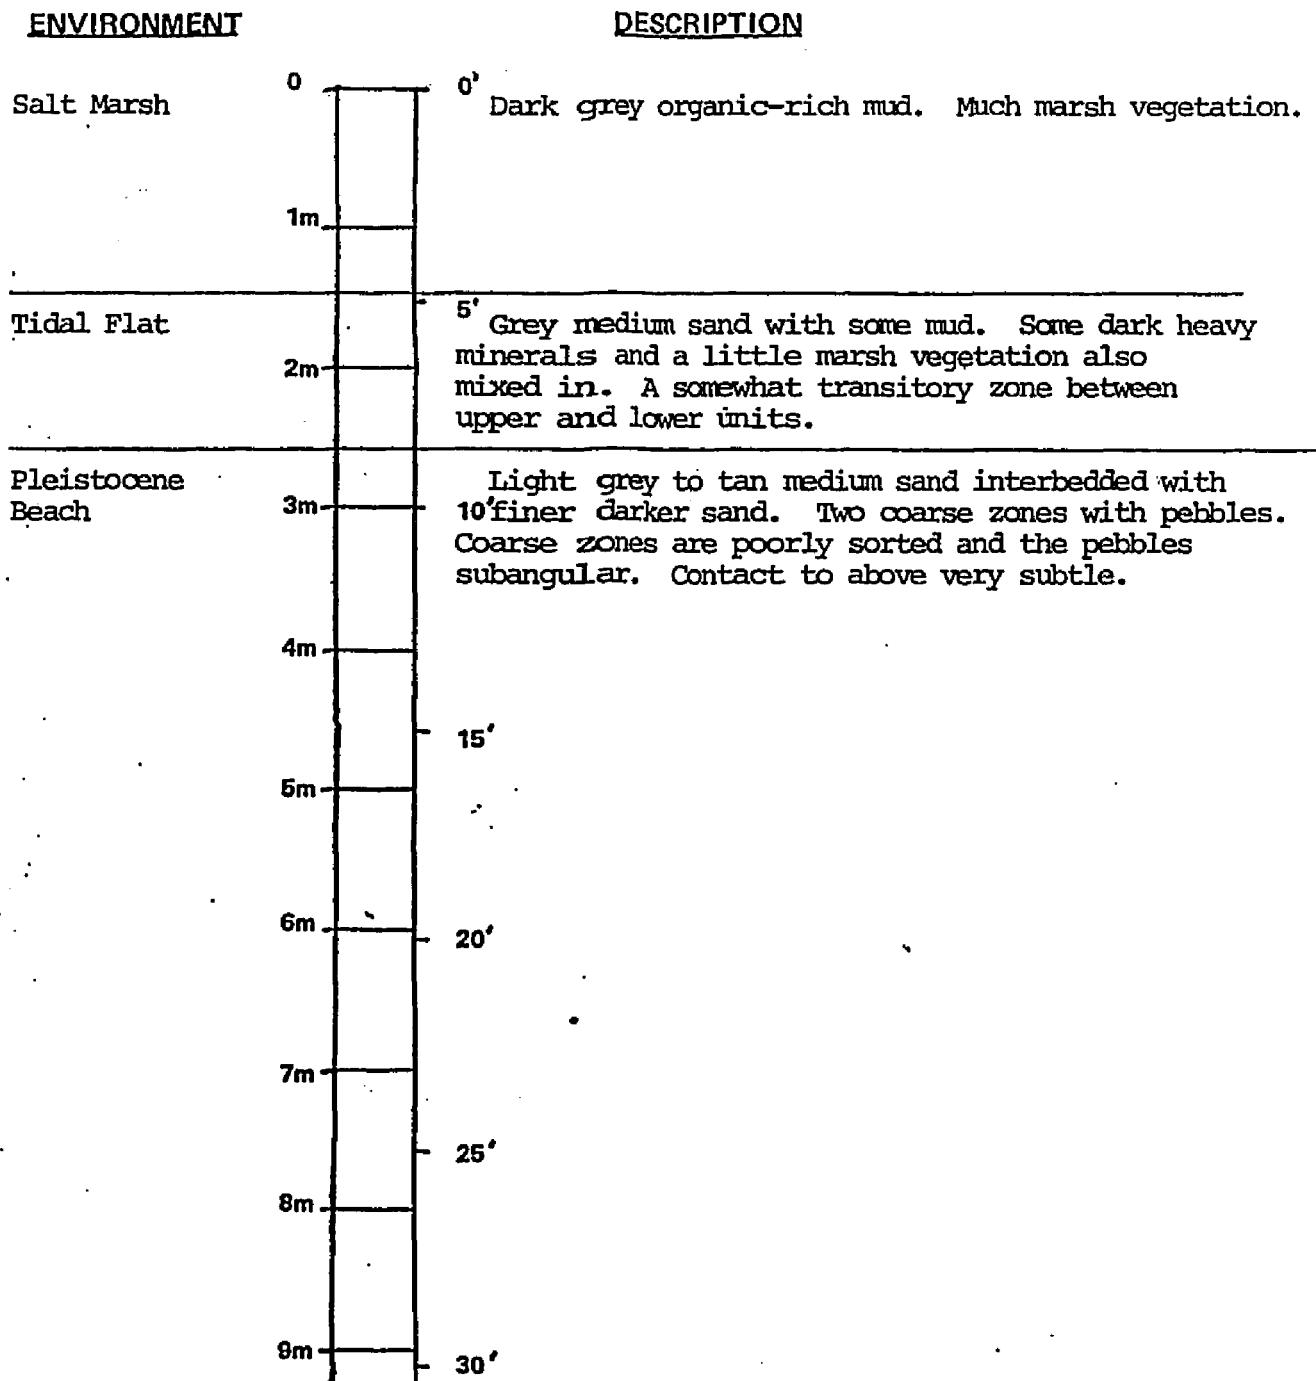 ENVIRONMENT DESCRIPTION
0 0'
Salt Marsh Dark grey organic-rich mud. Much marsh vegetation.
1m
5'
Tidal Flat Grey medium sand with some mud. Some dark heavy
2m minerals and a little marsh vegetation also
mixed in. A somewhat transitory zone between
upper and lower units.
Pleistocene Light grey to tan medium sand interbedded with
Beach 3m 10' finer darker sand. Two coarse zones with pebbles.
Coarse zones are poorly sorted and the pebbles
subangular. Contact to above very subtle.
4m
15'
5m
6m
20'
7m
25'
8m
9m
30'